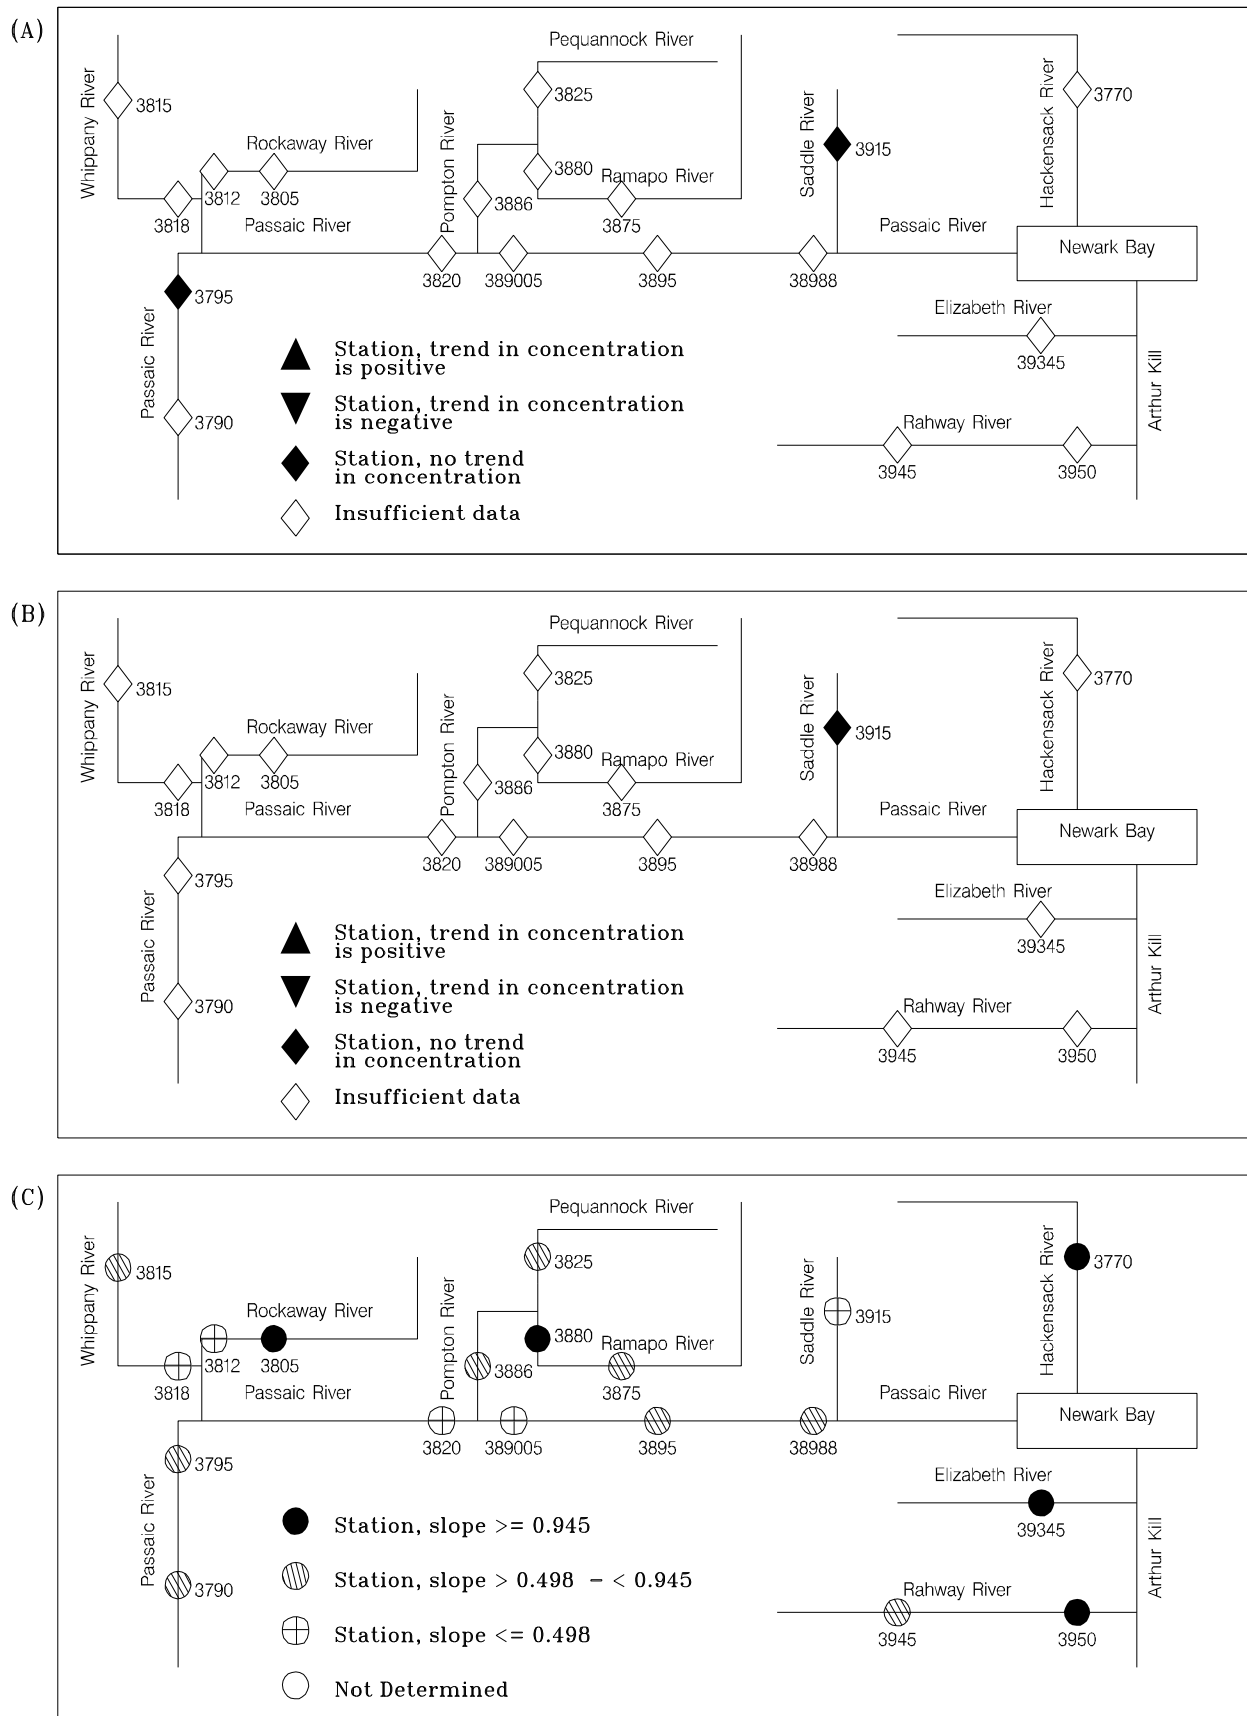 (A)
Pequannock River
Whippany River
3815
3825
Hackensack River
3770
Rockaway River
Pompton River
Saddle River
3915
3812
3805
3880
Ramapo River
3818
3886
3875
Passaic River
Passaic River
Newark Bay
3820
389005
3895
38988
3795
Passaic River
Elizabeth River
39345
Arthur Kill
3790
Rahway River
3945
3950
Station, trend in concentration
is positive
Station, trend in concentration
is negative
Station, no trend
in concentration
Insufficient data
(B)
Pequannock River
Whippany River
3815
3825
Hackensack River
3770
Rockaway River
Pompton River
Saddle River
3915
3812
3805
3880
Ramapo River
3818
3886
3875
Passaic River
Passaic River
Newark Bay
3820
389005
3895
38988
3795
Passaic River
Elizabeth River
39345
Arthur Kill
3790
Rahway River
3945
3950
Station, trend in concentration
is positive
Station, trend in concentration
is negative
Station, no trend
in concentration
Insufficient data
(C)
Pequannock River
Whippany River
3815
3825
Hackensack River
3770
Rockaway River
Pompton River
Saddle River
3915
3812
3805
3880
Ramapo River
3818
3886
3875
Passaic River
Passaic River
Newark Bay
3820
389005
3895
38988
3795
Passaic River
Elizabeth River
39345
Arthur Kill
3790
Rahway River
3945
3950
Station, slope >= 0.945
Station, slope > 0.498 - < 0.945
Station, slope <= 0.498
Not Determined